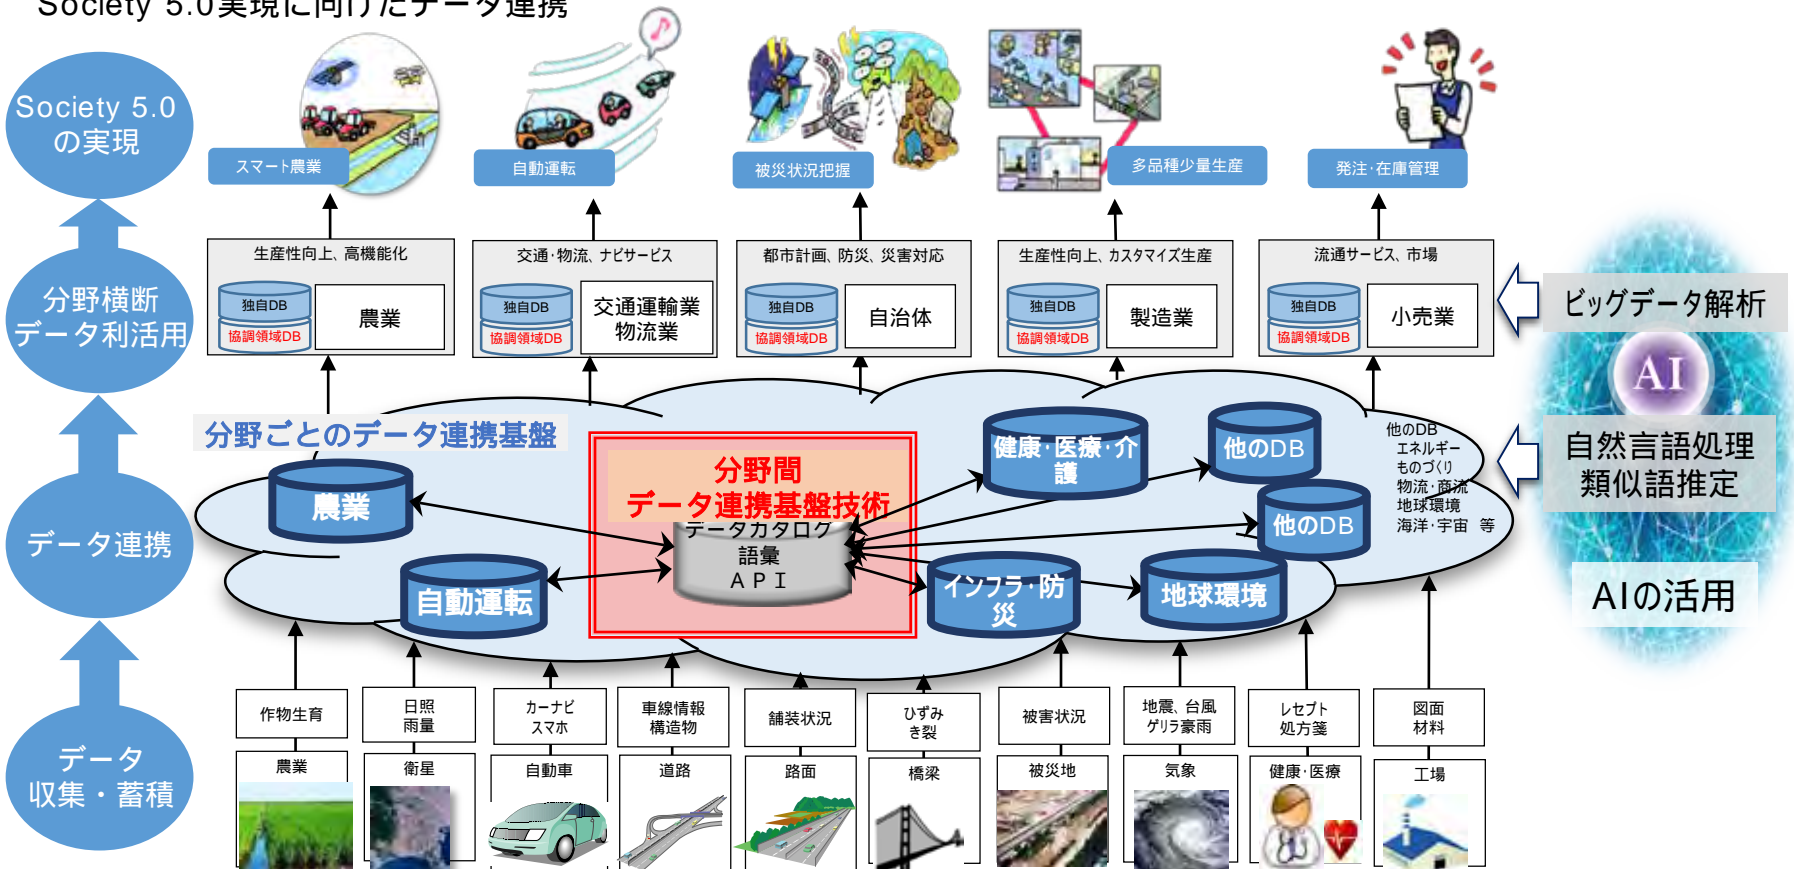 Society 5.0実現に向けたデータ連携
Society 5.0
の実現
スマート農業
自動運転
被災状況把握
多品種少量生産
発注・在庫管理
分野横断
データ利活用
生産性向上、高機能化
独自DB
協調領域DB
農業
交通・物流、ナビサービス
独自DB
協調領域DB
交通運輸業
物流業
都市計画、防災、災害対応
独自DB
協調領域DB
自治体
生産性向上、カスタマイズ生産
独自DB
協調領域DB
製造業
流通サービス、市場
独自DB
協調領域DB
小売業
ビッグデータ解析
AI
自然言語処理
類似語推定
AIの活用
データ連携
分野ごとのデータ連携基盤
農業
自動運転
分野間
データ連携基盤技術
データカタログ
語彙
API
健康・医療・介
護
他のDB
他のDB
インフラ・防
災
地球環境
他のDB
エネルギー
ものづくり
物流・商流
地球環境
海洋・宇宙 等
データ
収集・蓄積
作物生育
農業
日照
雨量
衛星
カーナビ
スマホ
自動車
車線情報
構造物
道路
舗装状況
路面
ひずみ
き裂
橋梁
被害状況
被災地
地震、台風
ゲリラ豪雨
気象
レセプト
処方箋
健康・医療
図面
材料
工場